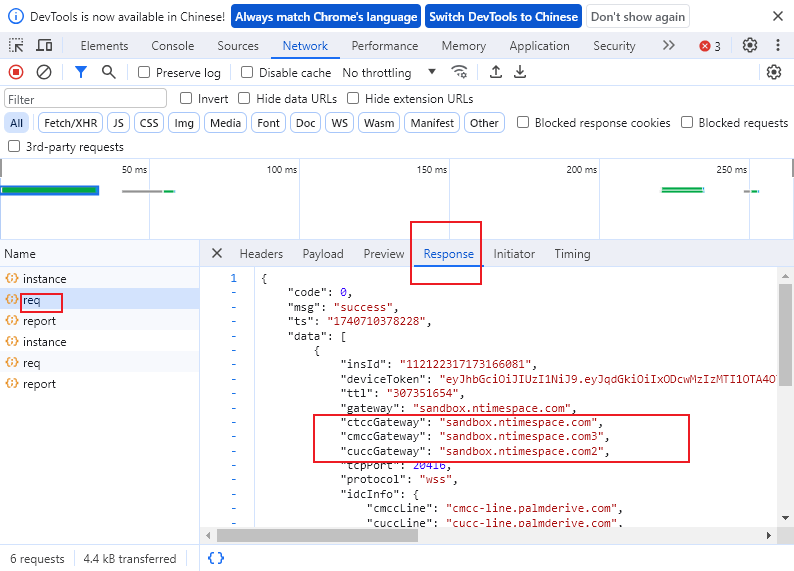 DevTools is now available in Chinese! Always match Chrome's language Switch DevTools to Chinese Don't show again
Elements Console Sources Network Performance Memory Application Security 3
Preserve log Disable cache No throttling
Filter Invert Hide data URLs Hide extension URLs
All Fetch/XHR JS CSS Img Media Font Doc WS Wasm Manifest Other Blocked response cookies Blocked requests
3rd-party requests
50 ms 100 ms 150 ms 200 ms 250 ms
Name Headers Payload Preview Response Initiator Timing
instance
req
report
instance
req
report
1 {
- "code": 0,
- "msg": "success",
- "ts": "1740710378228",
- "data": [
- {
- "insId": "112122317173166081",
- "deviceToken": "eyJhbGciOiJIUzI1NiJ9.eyJqdGkiOiIxODcwMzIzMTI1OTA4O
- "ttl": "307351654",
- "gateway": "sandbox.ntimespace.com",
- "ctccGateway": "sandbox.ntimespace.com",
- "cmccGateway": "sandbox.ntimespace.com3",
- "cuccGateway": "sandbox.ntimespace.com2",
- "tcpPort": 20416,
- "protocol": "wss",
- "idcInfo": {
- "cmccLine": "cmcc-line.palmderive.com",
- "cuccLine": "cucc-line.palmderive.com",
6 requests 4.4 kB transferred {}